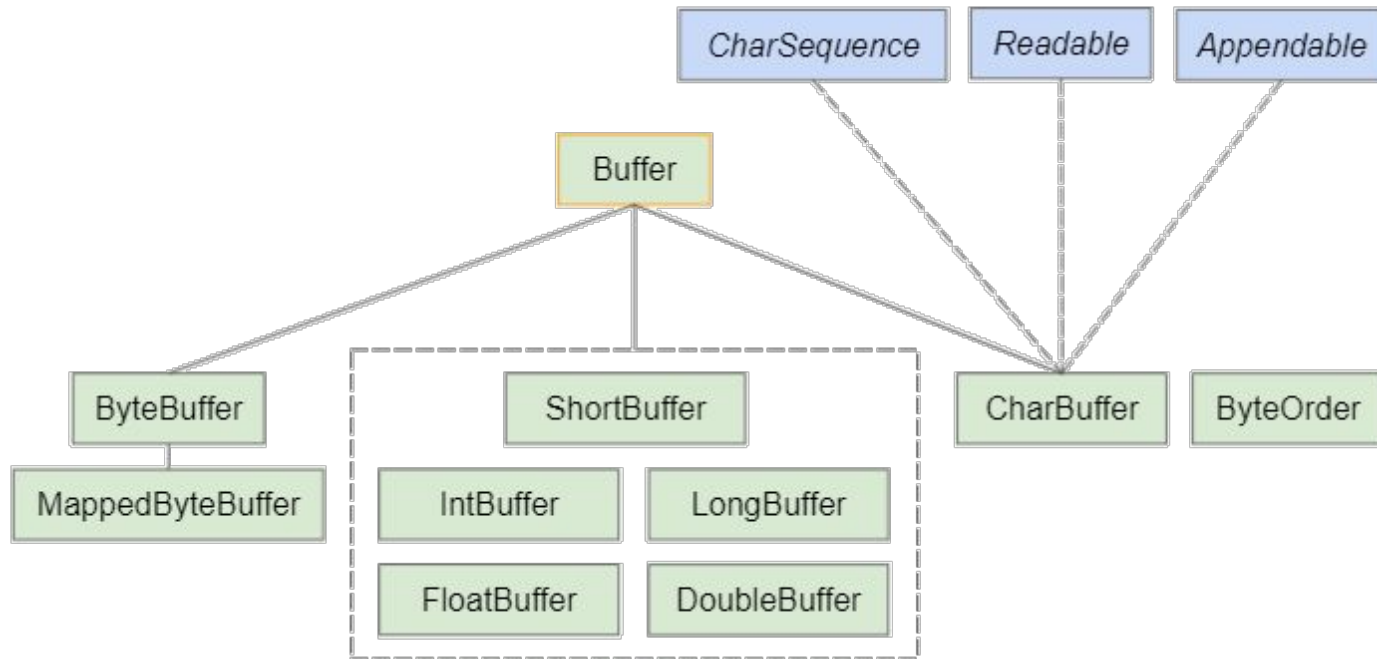 CharSequence
Readable
Appendable
Buffer
ByteBuffer
ShortBuffer
CharBuffer
ByteOrder
MappedByteBuffer
IntBuffer
LongBuffer
FloatBuffer
DoubleBuffer